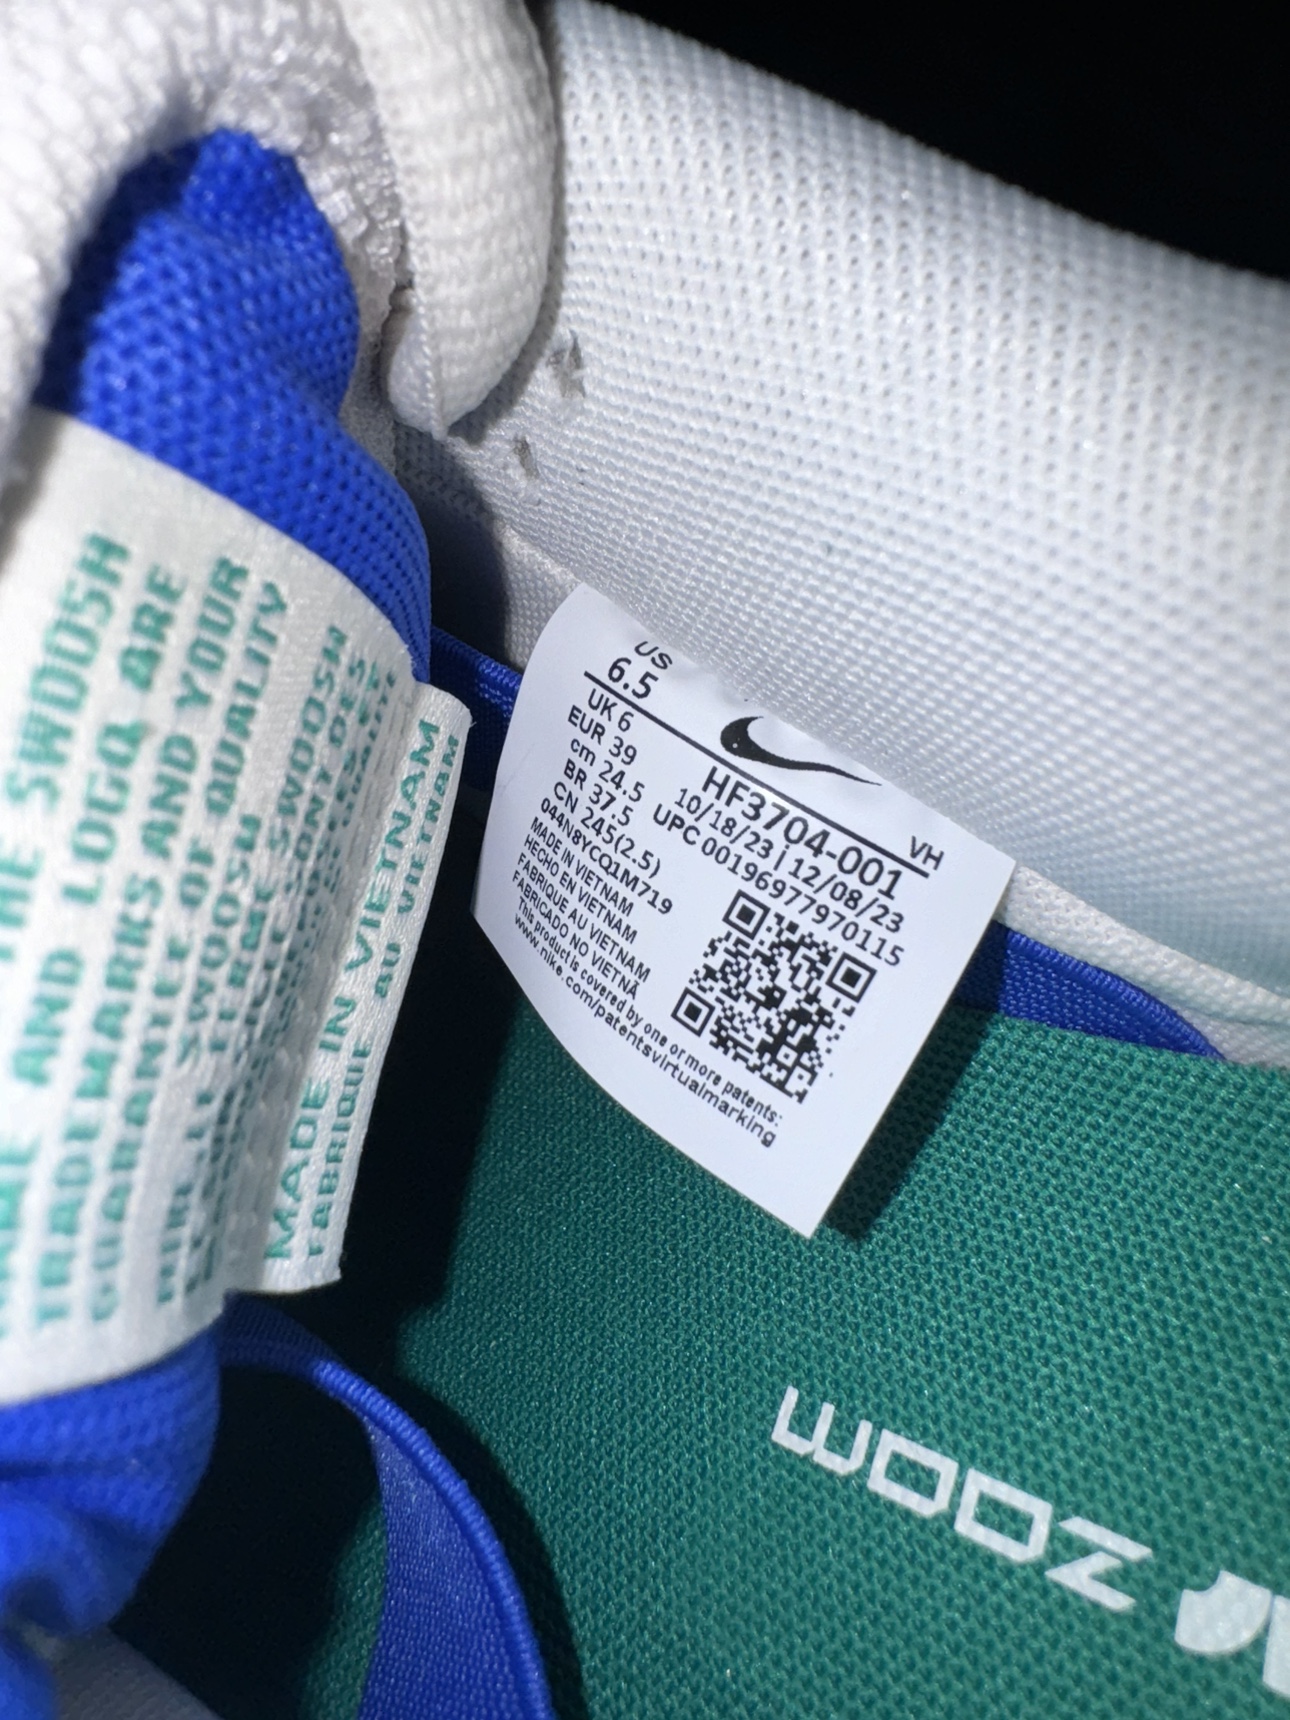 US
6.5
UK 6
EUR 39
cm 24.5
BR 37.5
CN 245(2.5)
044N8YCQ1M719
MADE IN VIETNAM
HECHO EN VIETNAM
FABRIQUE AU VIETNAM
FABRICADO NO VIETNÃ
This product is covered by one or more patents:
www.nike.com/patentsvirtualmarking
VH
HF3704-001
10/18/23 | 12/08/23
UPC 00196977970115
THE SWOOSH
AND LOGO ARE
TRADEMARKS AND YOUR
GUARANTEE OF QUALITY
SWOOSH
MADE IN VIETNAM
FABRIQUE AU VIETNAM
ZOOM